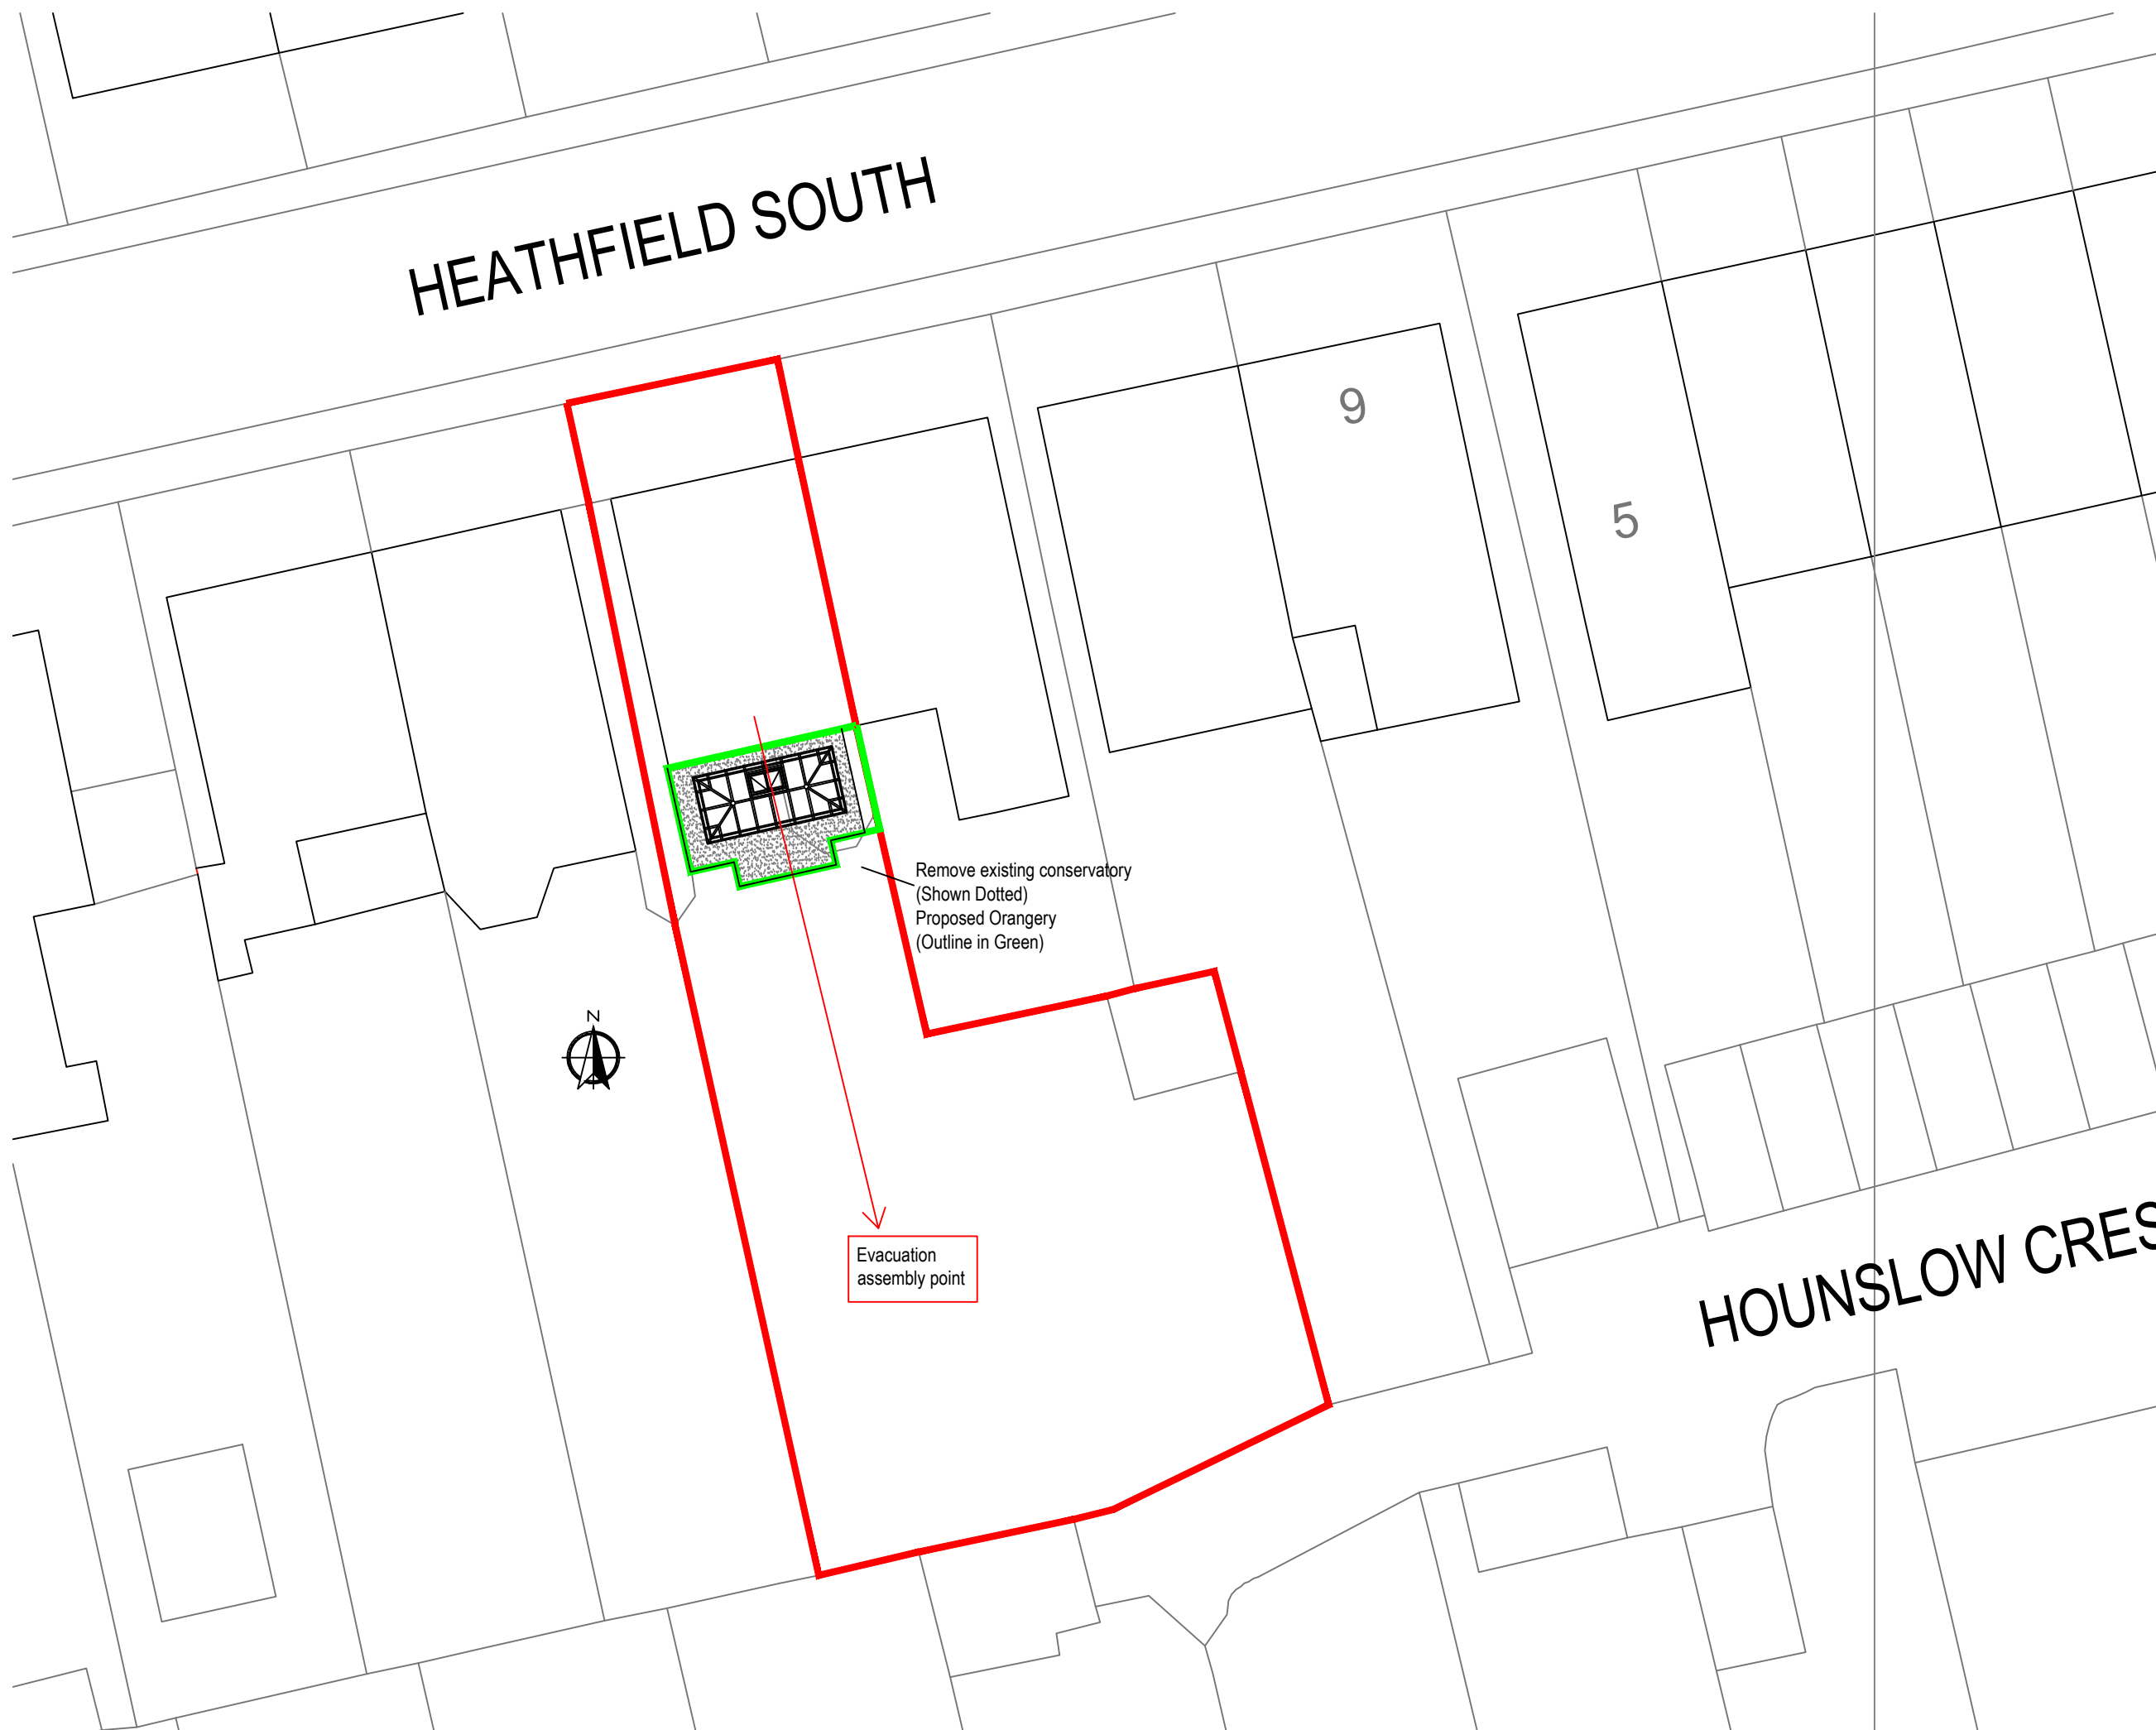 HEATHFIELD SOUTH
9
5
Remove existing conservatory
(Shown Dotted)
Proposed Orangery
(Outline in Green)
N
Evacuation
assembly point
HOUNSLOW CRES